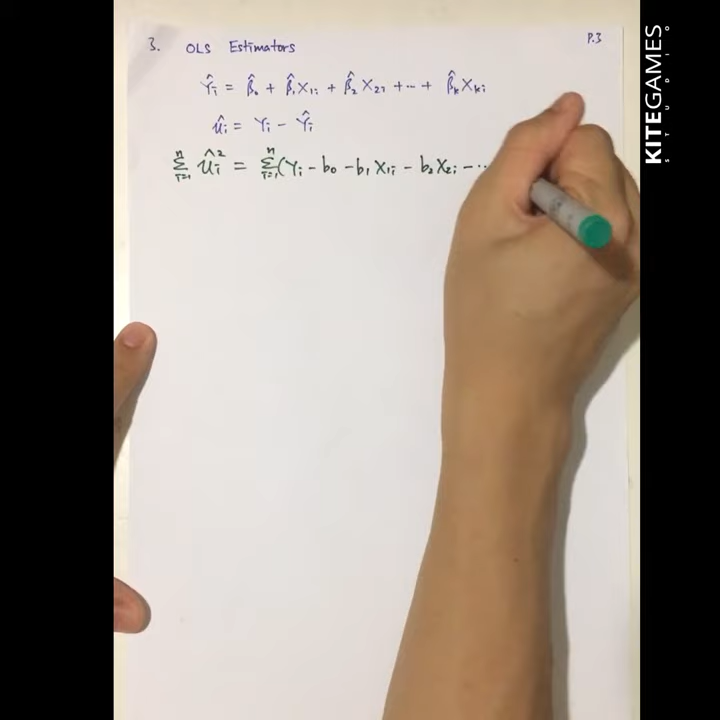 3. OLS Estimators
P.3
Ŷᵢ = β̂₀ + β̂₁X₁ᵢ + β̂₂X₂ᵢ + ⋯ + β̂ₖXₖᵢ
ûᵢ = Yᵢ − Ŷᵢ
∑ᵢ₌₁ⁿ ûᵢ² = ∑ᵢ₌₁ⁿ (Yᵢ − b₀ − b₁X₁ᵢ − b₂X₂ᵢ − ⋯
KITEGAMES
STUDIO